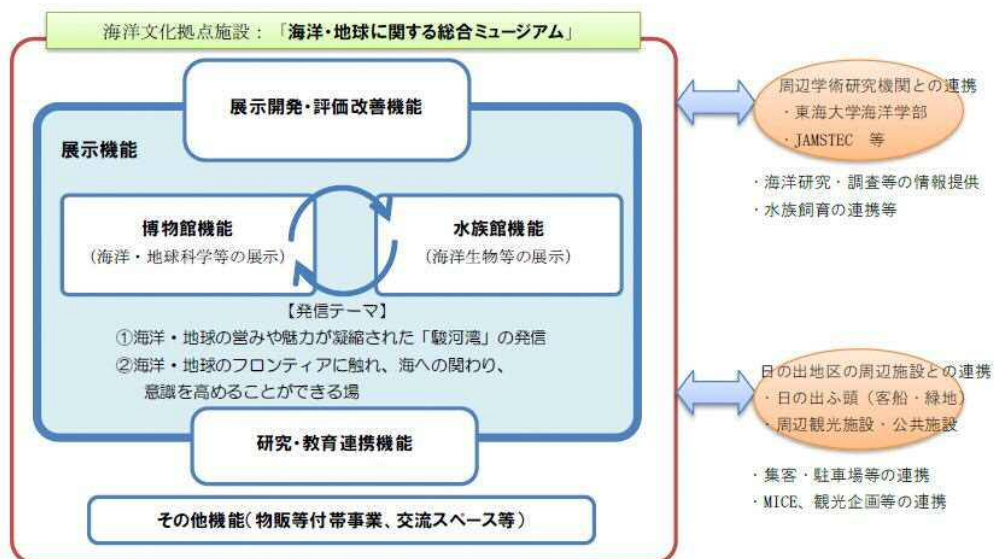 海洋文化拠点施設：「海洋・地球に関する総合ミュージアム」
展示開発・評価改善機能
展示機能
博物館機能
（海洋・地球科学等の展示）
水族館機能
（海洋生物等の展示）
【発信テーマ】
①海洋・地球の営みや魅力が凝縮された「駿河湾」の発信
②海洋・地球のフロンティアに触れ、海への関わり、
意識を高めることができる場
研究・教育連携機能
その他機能（物販等付帯事業、交流スペース等）
周辺学術研究機関との連携
・東海大学海洋学部
・JAMSTEC 等
・海洋研究・調査等の情報提供
・水族飼育の連携等
日の出地区の周辺施設との連携
・日の出ふ頭（客船・緑地）
・周辺観光施設・公共施設
・集客・駐車場等の連携
・MICE、観光企画等の連携